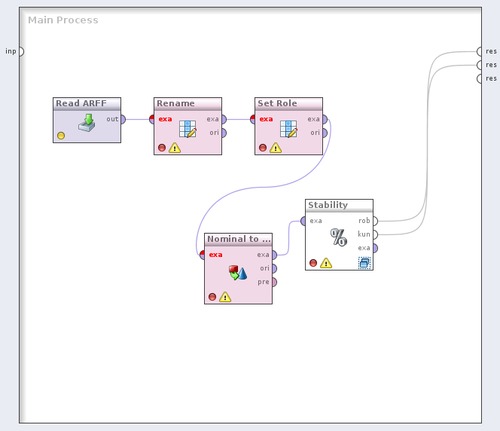 Main Process
inp
res
res
res
Read ARFF
out
Rename
exa
exa
ori
Set Role
exa
exa
ori
Stability
exa
rob
kun
exa
Nominal to ...
exa
exa
ori
pre